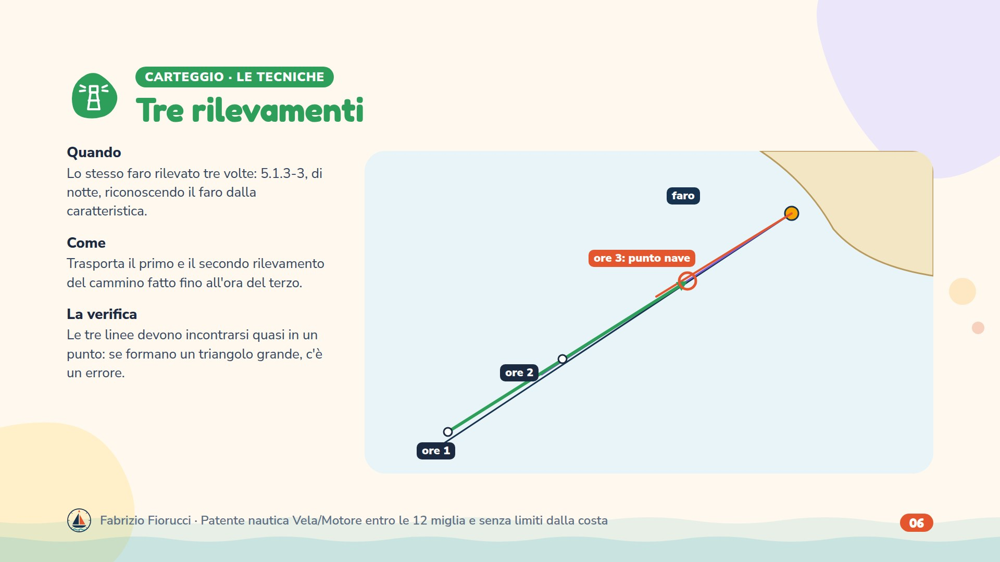 CARTEGGIO · LE TECNICHE
Tre rilevamenti
Quando
Lo stesso faro rilevato tre volte: 5.1.3-3, di
notte, riconoscendo il faro dalla
caratteristica.
Come
Trasporta il primo e il secondo rilevamento
del cammino fatto fino all'ora del terzo.
La verifica
Le tre linee devono incontrarsi quasi in un
punto: se formano un triangolo grande, c'è
un errore.
faro
ore 3: punto nave
ore 2
ore 1
Fabrizio Fiorucci · Patente nautica Vela/Motore entro le 12 miglia e senza limiti dalla costa
06